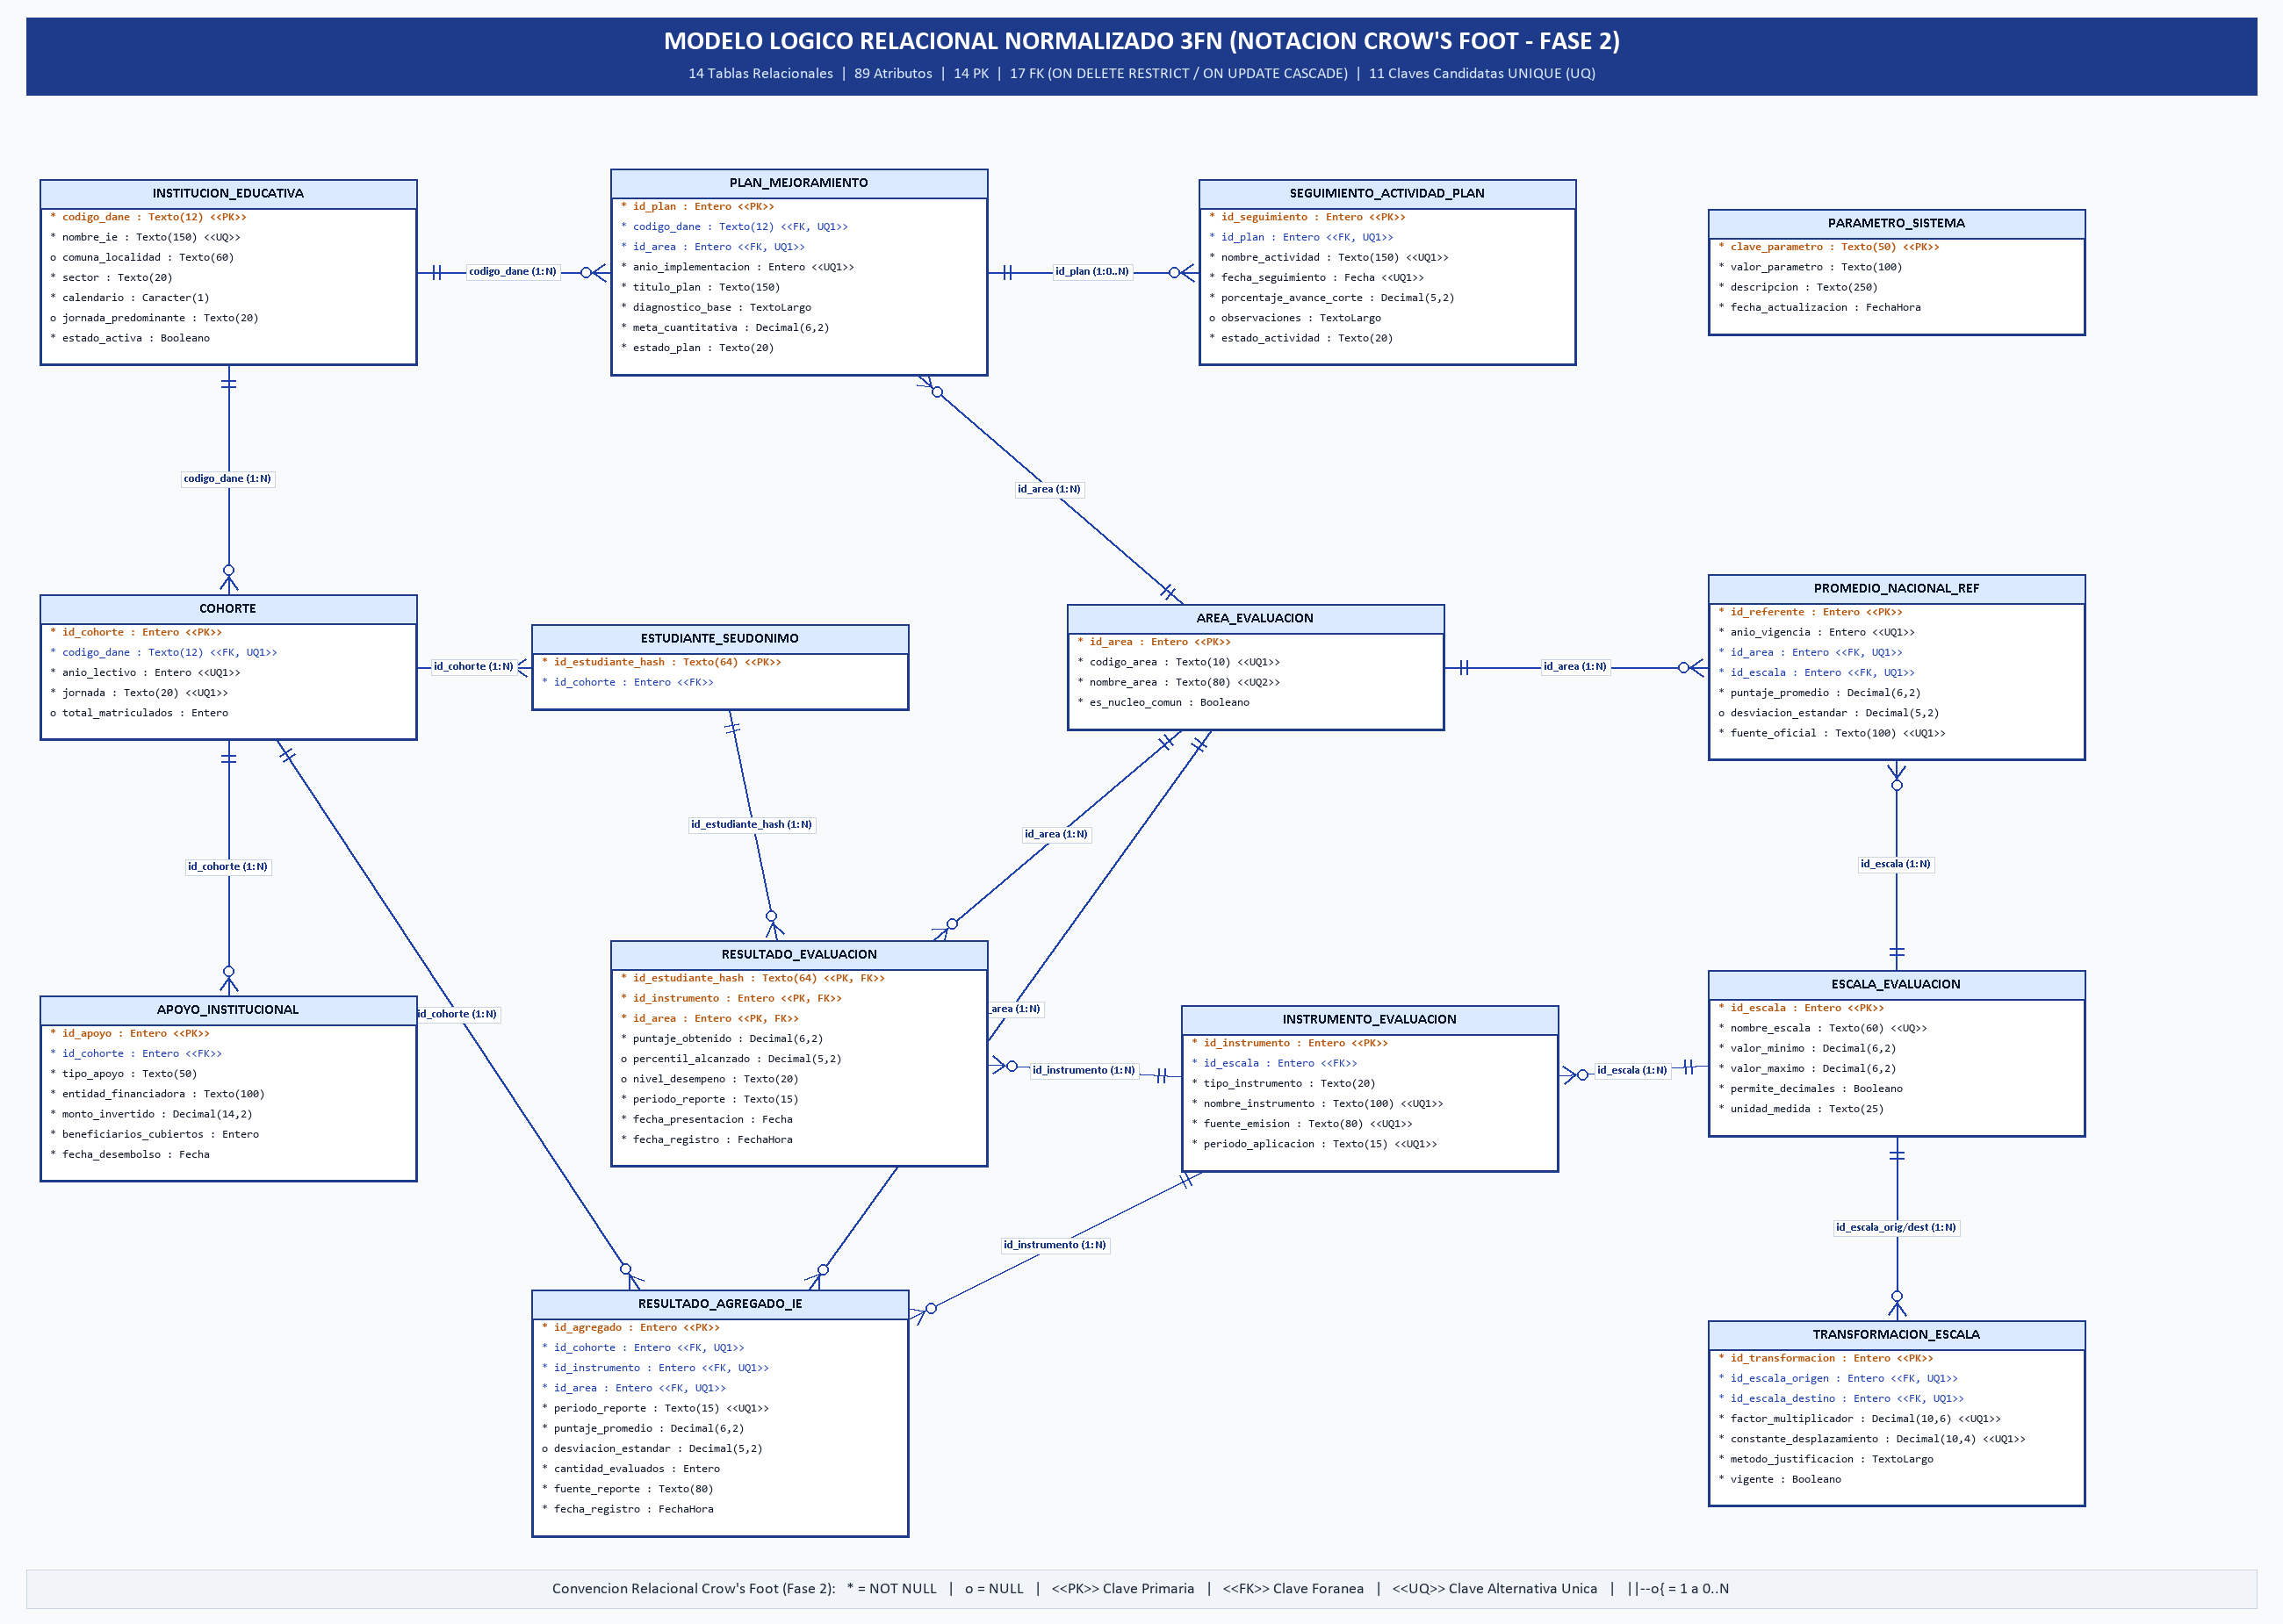 MODELO LOGICO RELACIONAL NORMALIZADO 3FN (NOTACION CROW'S FOOT - FASE 2)
14 Tablas Relacionales | 89 Atributos | 14 PK | 17 FK (ON DELETE RESTRICT / ON UPDATE CASCADE) | 11 Claves Candidatas UNIQUE (UQ)
INSTITUCION_EDUCATIVA
* codigo_dane : Texto(12) <<PK>>
* nombre_ie : Texto(150) <<UQ>>
o comuna_localidad : Texto(60)
* sector : Texto(20)
* calendario : Caracter(1)
o jornada_predominante : Texto(20)
* estado_activa : Booleano
codigo_dane (1:N)
PLAN_MEJORAMIENTO
* id_plan : Entero <<PK>>
* codigo_dane : Texto(12) <<FK, UQ1>>
* id_area : Entero <<FK, UQ1>>
* anio_implementacion : Entero <<UQ1>>
* titulo_plan : Texto(150)
* diagnostico_base : TextoLargo
* meta_cuantitativa : Decimal(6,2)
* estado_plan : Texto(20)
id_plan (1:0..N)
SEGUIMIENTO_ACTIVIDAD_PLAN
* id_seguimiento : Entero <<PK>>
* id_plan : Entero <<FK, UQ1>>
* nombre_actividad : Texto(150) <<UQ1>>
* fecha_seguimiento : Fecha <<UQ1>>
* porcentaje_avance_corte : Decimal(5,2)
o observaciones : TextoLargo
* estado_actividad : Texto(20)
PARAMETRO_SISTEMA
* clave_parametro : Texto(50) <<PK>>
* valor_parametro : Texto(100)
* descripcion : Texto(250)
* fecha_actualizacion : FechaHora
codigo_dane (1:N)
id_area (1:N)
COHORTE
* id_cohorte : Entero <<PK>>
* codigo_dane : Texto(12) <<FK, UQ1>>
* anio_lectivo : Entero <<UQ1>>
* jornada : Texto(20) <<UQ1>>
o total_matriculados : Entero
id_cohorte (1:N)
ESTUDIANTE_SEUDONIMO
* id_estudiante_hash : Texto(64) <<PK>>
* id_cohorte : Entero <<FK>>
AREA_EVALUACION
* id_area : Entero <<PK>>
* codigo_area : Texto(10) <<UQ1>>
* nombre_area : Texto(80) <<UQ2>>
* es_nucleo_comun : Booleano
id_area (1:N)
PROMEDIO_NACIONAL_REF
* id_referente : Entero <<PK>>
* anio_vigencia : Entero <<UQ1>>
* id_area : Entero <<FK, UQ1>>
* id_escala : Entero <<FK, UQ1>>
* puntaje_promedio : Decimal(6,2)
o desviacion_estandar : Decimal(5,2)
* fuente_oficial : Texto(100) <<UQ1>>
id_cohorte (1:N)
id_estudiante_hash (1:N)
id_area (1:N)
id_escala (1:N)
APOYO_INSTITUCIONAL
* id_apoyo : Entero <<PK>>
* id_cohorte : Entero <<FK>>
* tipo_apoyo : Texto(50)
* entidad_financiadora : Texto(100)
* monto_invertido : Decimal(14,2)
* beneficiarios_cubiertos : Entero
* fecha_desembolso : Fecha
id_cohorte (1:N)
RESULTADO_EVALUACION
* id_estudiante_hash : Texto(64) <<PK, FK>>
* id_instrumento : Entero <<PK, FK>>
* id_area : Entero <<PK, FK>>
* puntaje_obtenido : Decimal(6,2)
o percentil_alcanzado : Decimal(5,2)
o nivel_desempeno : Texto(20)
* periodo_reporte : Texto(15)
* fecha_presentacion : Fecha
* fecha_registro : FechaHora
_area (1:N)
id_instrumento (1:N)
INSTRUMENTO_EVALUACION
* id_instrumento : Entero <<PK>>
* id_escala : Entero <<FK>>
* tipo_instrumento : Texto(20)
* nombre_instrumento : Texto(100) <<UQ1>>
* fuente_emision : Texto(80) <<UQ1>>
* periodo_aplicacion : Texto(15) <<UQ1>>
id_escala (1:N)
ESCALA_EVALUACION
* id_escala : Entero <<PK>>
* nombre_escala : Texto(60) <<UQ>>
* valor_minimo : Decimal(6,2)
* valor_maximo : Decimal(6,2)
* permite_decimales : Booleano
* unidad_medida : Texto(25)
id_instrumento (1:N)
id_escala_orig/dest (1:N)
RESULTADO_AGREGADO_IE
* id_agregado : Entero <<PK>>
* id_cohorte : Entero <<FK, UQ1>>
* id_instrumento : Entero <<FK, UQ1>>
* id_area : Entero <<FK, UQ1>>
* periodo_reporte : Texto(15) <<UQ1>>
* puntaje_promedio : Decimal(6,2)
o desviacion_estandar : Decimal(5,2)
* cantidad_evaluados : Entero
* fuente_reporte : Texto(80)
* fecha_registro : FechaHora
TRANSFORMACION_ESCALA
* id_transformacion : Entero <<PK>>
* id_escala_origen : Entero <<FK, UQ1>>
* id_escala_destino : Entero <<FK, UQ1>>
* factor_multiplicador : Decimal(10,6) <<UQ1>>
* constante_desplazamiento : Decimal(10,4) <<UQ1>>
* metodo_justificacion : TextoLargo
* vigente : Booleano
Convencion Relacional Crow's Foot (Fase 2): * = NOT NULL | o = NULL | <<PK>> Clave Primaria | <<FK>> Clave Foranea | <<UQ>> Clave Alternativa Unica | ||--o{ = 1 a 0..N